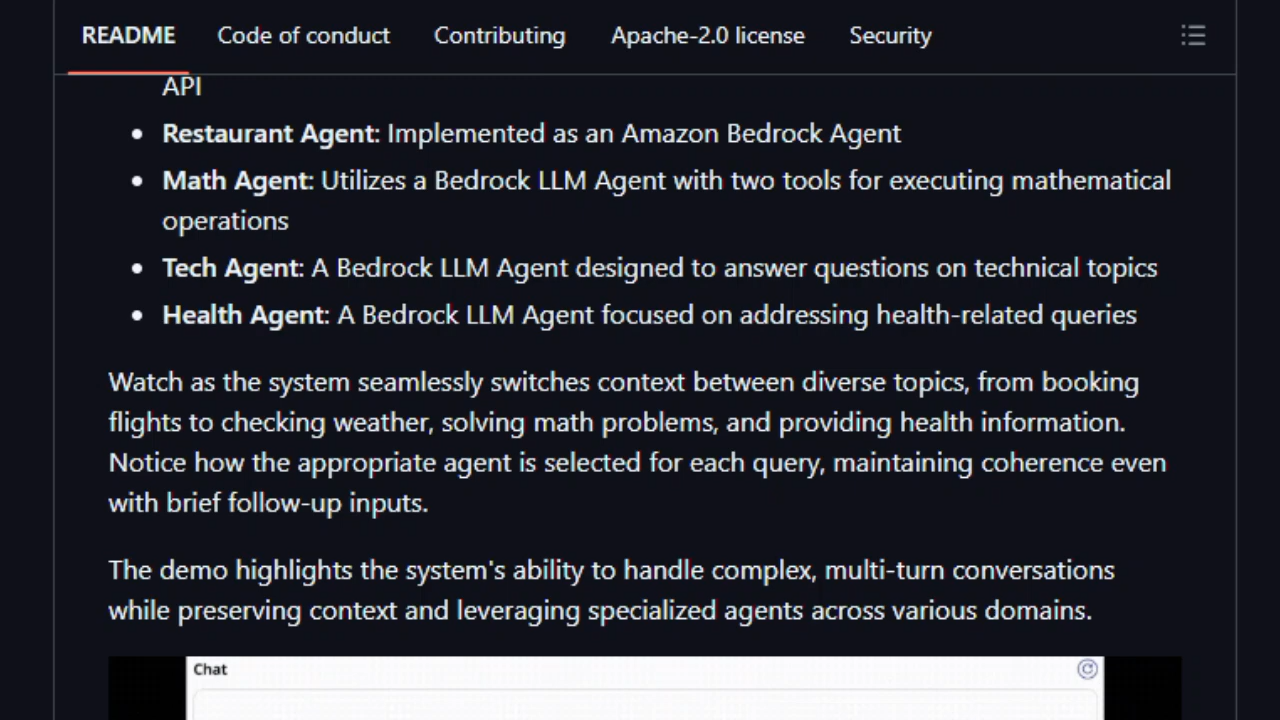 README Code of conduct Contributing Apache-2.0 license Security
API
• Restaurant Agent: Implemented as an Amazon Bedrock Agent
• Math Agent: Utilizes a Bedrock LLM Agent with two tools for executing mathematical
operations
• Tech Agent: A Bedrock LLM Agent designed to answer questions on technical topics
• Health Agent: A Bedrock LLM Agent focused on addressing health-related queries
Watch as the system seamlessly switches context between diverse topics, from booking
flights to checking weather, solving math problems, and providing health information.
Notice how the appropriate agent is selected for each query, maintaining coherence even
with brief follow-up inputs.
The demo highlights the system's ability to handle complex, multi-turn conversations
while preserving context and leveraging specialized agents across various domains.
Chat